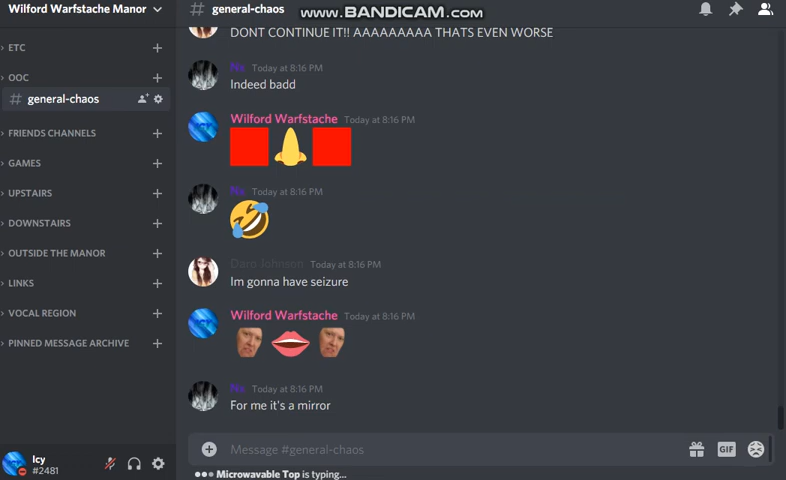 www.BANDICAM.com
Wilford Warfstache Manor
general-chaos
ETC
OOC
general-chaos
FRIENDS CHANNELS
GAMES
UPSTAIRS
DOWNSTAIRS
OUTSIDE THE MANOR
LINKS
VOCAL REGION
PINNED MESSAGE ARCHIVE
Icy
#2481
DONT CONTINUE IT!! AAAAAAAAA THATS EVEN WORSE
Today at 8:16 PM
Indeed badd
Wilford Warfstache Today at 8:16 PM
Today at 8:16 PM
Johnson Today at 8:16 PM
Im gonna have seizure
Wilford Warfstache Today at 8:16 PM
Today at 8:16 PM
For me it's a mirror
Message #general-chaos
GIF
Microwavable Top is typing...